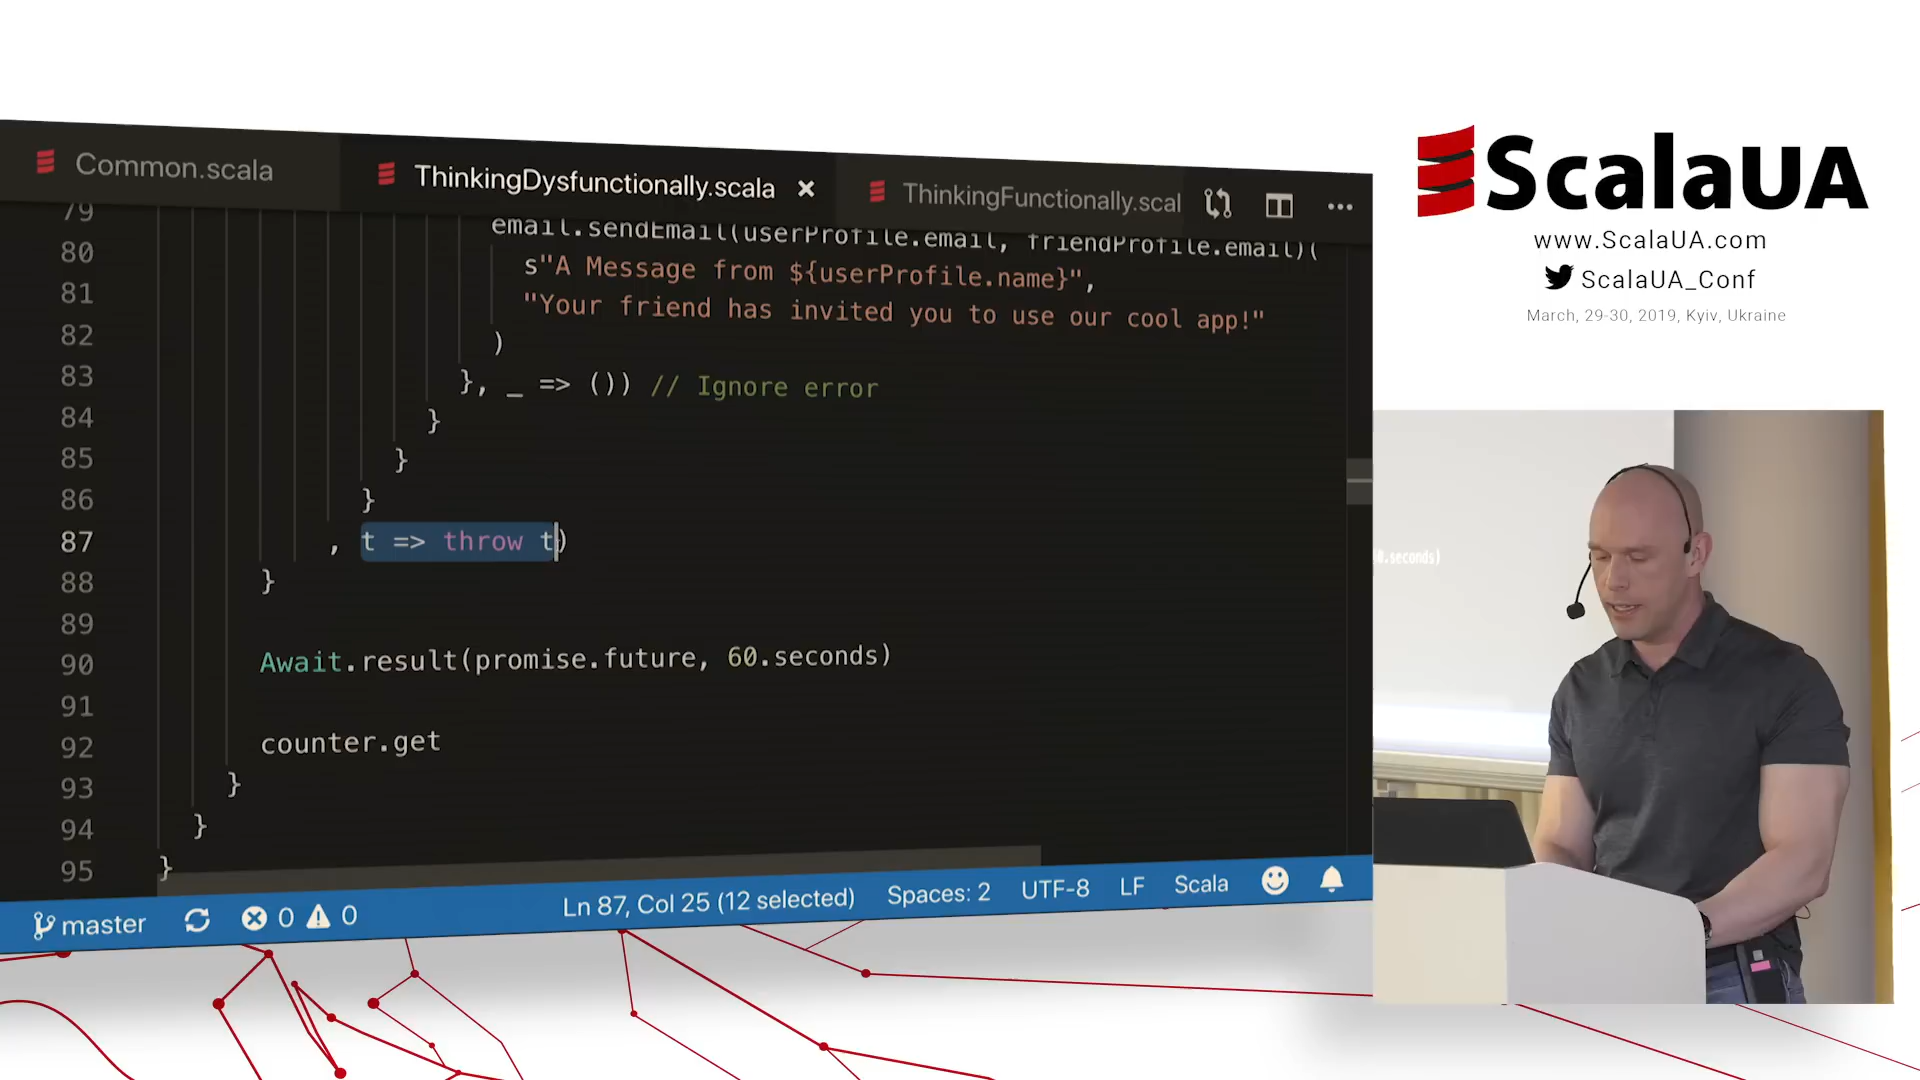 Common.scala
ThinkingDysfunctionally.scala
ThinkingFunctionally.scal
79
80 email.sendEmail(userProfile.email, friendProfile.email)(
81 s"A Message from ${userProfile.name}",
82 "Your friend has invited you to use our cool app!"
)
83 }, _ => ()) // Ignore error
84 }
85 }
86 }
87 , t => throw t)
88 }
89
90 Await.result(promise.future, 60.seconds)
91
92 counter.get
93 }
94 }
95 }
master 0 0 Ln 87, Col 25 (12 selected) Spaces: 2 UTF-8 LF Scala
ScalaUA
www.ScalaUA.com
ScalaUA_Conf
March, 29-30, 2019, Kyiv, Ukraine
0.seconds)